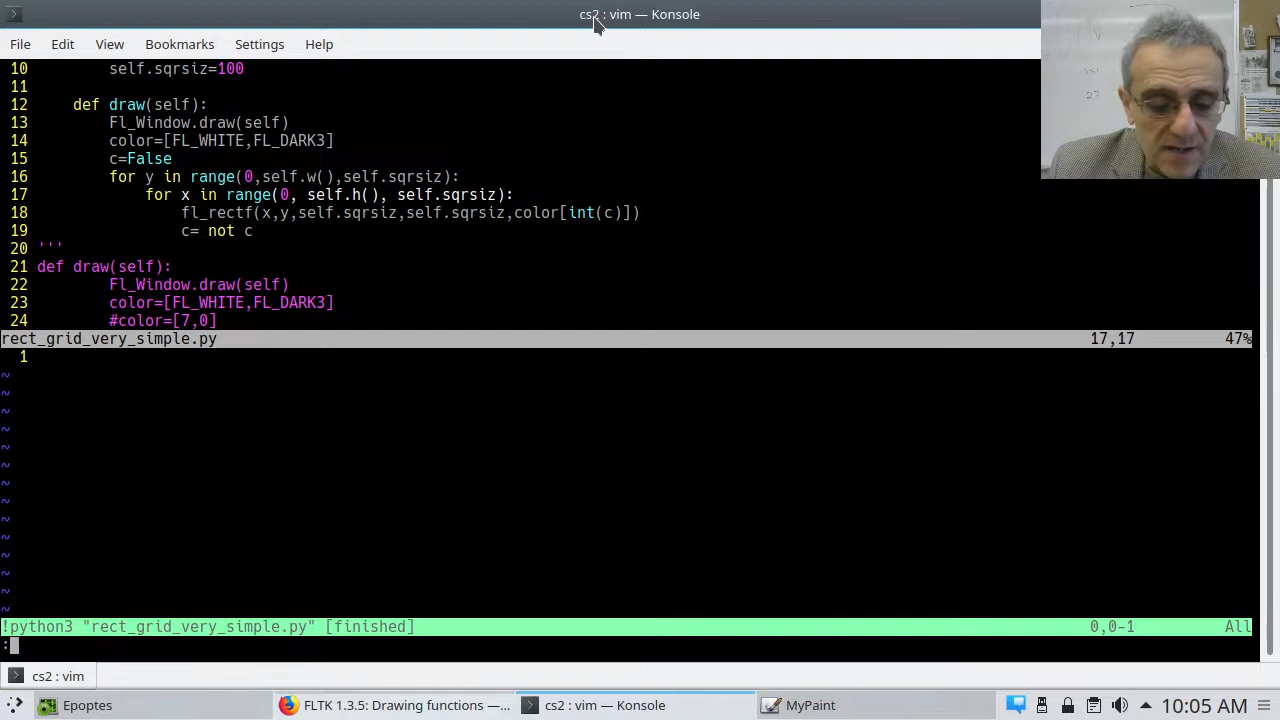 cs2 : vim — Konsole
File Edit View Bookmarks Settings Help
10 self.sqrsiz=100
11
12 def draw(self):
13 Fl_Window.draw(self)
14 color=[FL_WHITE,FL_DARK3]
15 c=False
16 for y in range(0,self.w(),self.sqrsiz):
17 for x in range(0, self.h(), self.sqrsiz):
18 fl_rectf(x,y,self.sqrsiz,self.sqrsiz,color[int(c)])
19 c= not c
20 '''
21 def draw(self):
22 Fl_Window.draw(self)
23 color=[FL_WHITE,FL_DARK3]
24 #color=[7,0]
rect_grid_very_simple.py 17,17 47%
1
~
~
~
~
~
~
~
~
~
~
~
~
~
~
!python3 "rect_grid_very_simple.py" [finished] 0,0-1 All
:
cs2 : vim
Epoptes FLTK 1.3.5: Drawing functions —... cs2 : vim — Konsole MyPaint 10:05 AM